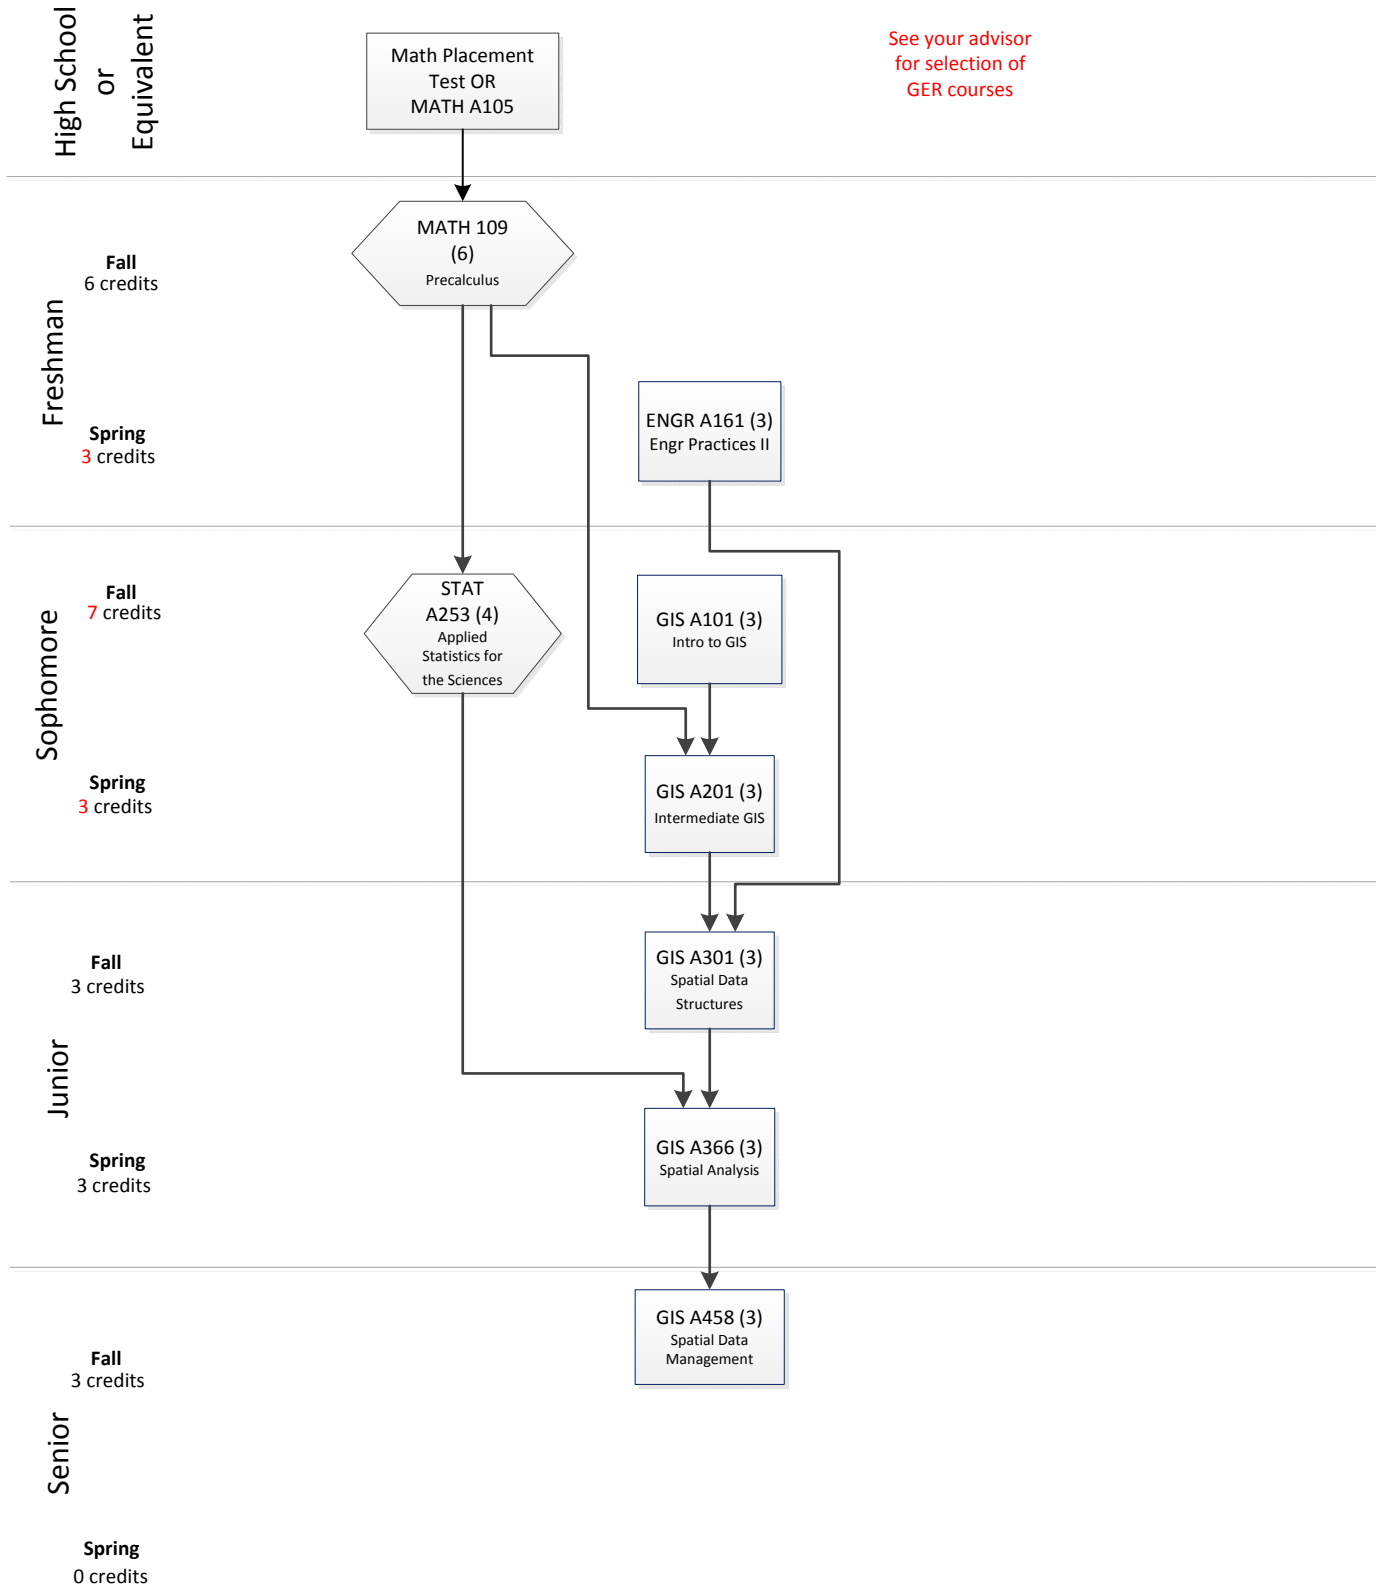 High School
or
Equivalent
Math Placement
Test OR
MATH A105
See your advisor
for selection of
GER courses
Freshman
Fall
6 credits
MATH 109
(6)
Precalculus
Spring
3 credits
ENGR A161 (3)
Engr Practices II
Sophomore
Fall
7 credits
STAT
A253 (4)
Applied
Statistics for
the Sciences
GIS A101 (3)
Intro to GIS
Spring
3 credits
GIS A201 (3)
Intermediate GIS
Junior
Fall
3 credits
GIS A301 (3)
Spatial Data
Structures
Spring
3 credits
GIS A366 (3)
Spatial Analysis
Senior
Fall
3 credits
GIS A458 (3)
Spatial Data
Management
Spring
0 credits